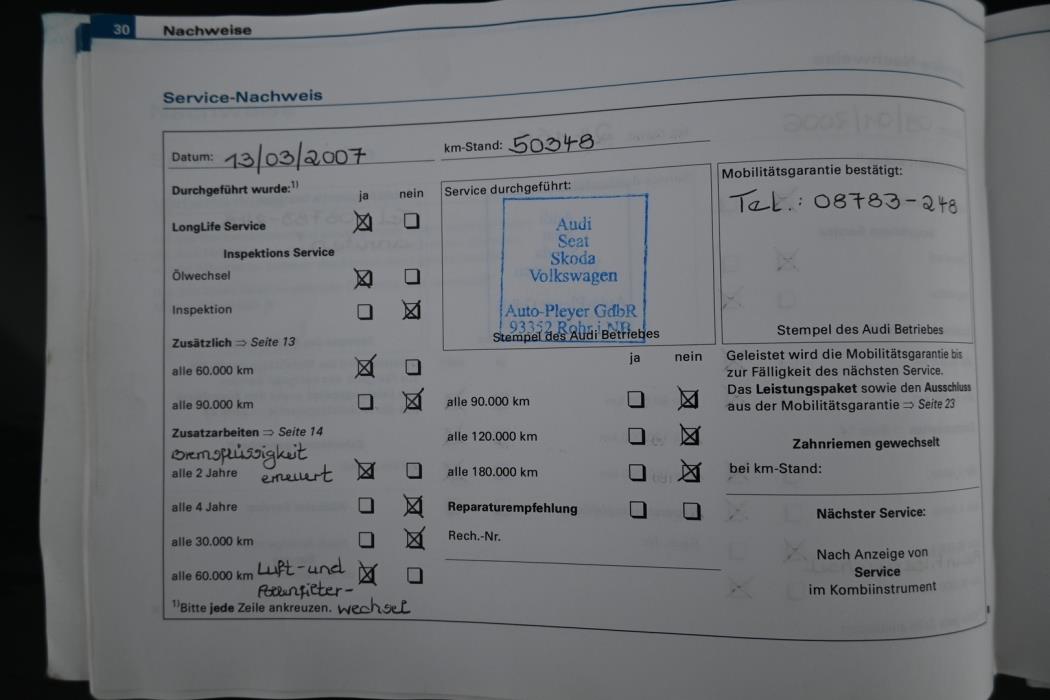 30 Nachweise
Service-Nachweis
Datum: 13/03/2007
km-Stand: 50348
Durchgeführt wurde:1)
ja nein
LongLife Service
Inspektions Service
Ölwechsel
Inspektion
Zusätzlich ⇒ Seite 13
alle 60.000 km
alle 90.000 km
Zusatzarbeiten ⇒ Seite 14
Bremsflüssigkeit
alle 2 Jahre erneuert
alle 4 Jahre
alle 30.000 km
alle 60.000 km Luft-und
Pollenfilter-
1)Bitte jede Zeile ankreuzen. wechsel
Service durchgeführt:
Audi
Seat
Skoda
Volkswagen
Auto-Pleyer GdbR
93352 Rohr i. NB
Stempel des Audi Betriebes
ja nein
alle 90.000 km
alle 120.000 km
alle 180.000 km
Reparaturempfehlung
Rech.-Nr.
Mobilitätsgarantie bestätigt:
Tel.: 08783-248
Stempel des Audi Betriebes
Geleistet wird die Mobilitätsgarantie bis
zur Fälligkeit des nächsten Service.
Das Leistungspaket sowie den Ausschluss
aus der Mobilitätsgarantie ⇒ Seite 23
Zahnriemen gewechselt
bei km-Stand:
Nächster Service:
Nach Anzeige von
Service
im Kombiinstrument